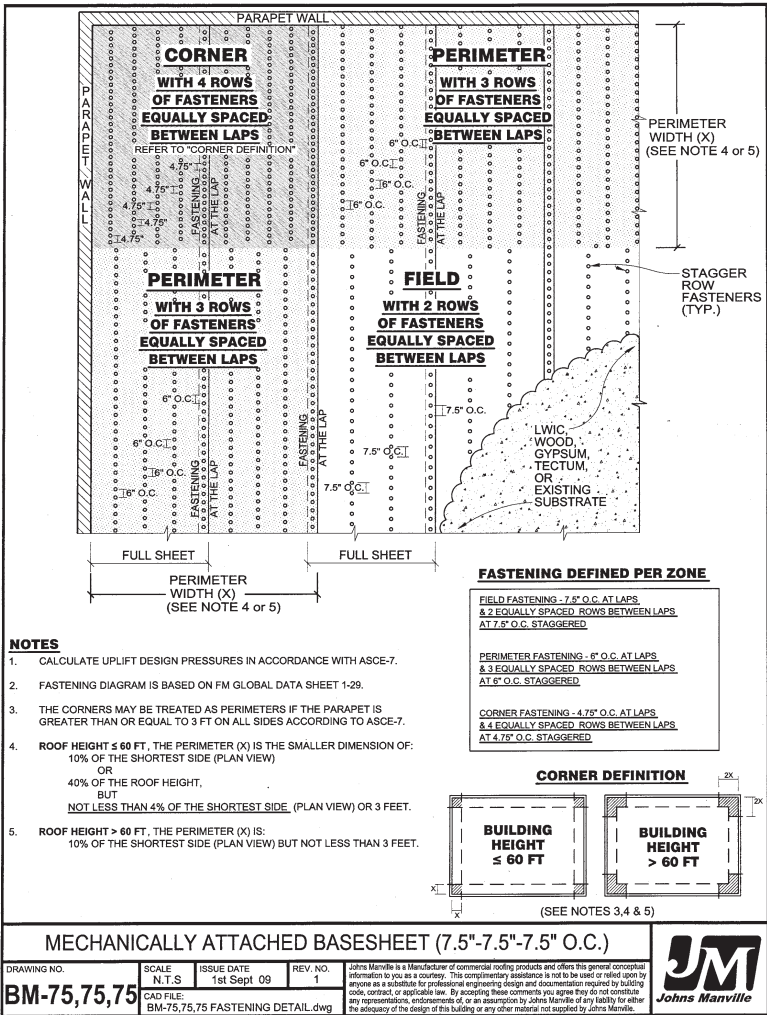 PARAPET WALL
PARAPET WALL
CORNER
WITH 4 ROWS
OF FASTENERS
EQUALLY SPACED
BETWEEN LAPS
REFER TO "CORNER DEFINITION"
4.75"
4.75"
4.75"
4.75"
4.75"
FASTENING
AT THE LAP
PERIMETER
WITH 3 ROWS
OF FASTENERS
EQUALLY SPACED
BETWEEN LAPS
6" O.C.
6" O.C.
6" O.C.
6" O.C.
FASTENING
AT THE LAP
PERIMETER
WIDTH (X)
(SEE NOTE 4 or 5)
STAGGER
ROW
FASTENERS
(TYP.)
PERIMETER
WITH 3 ROWS
OF FASTENERS
EQUALLY SPACED
BETWEEN LAPS
6" O.C.
6" O.C.
6" O.C.
6" O.C.
FASTENING
AT THE LAP
FASTENING
AT THE LAP
FIELD
WITH 2 ROWS
OF FASTENERS
EQUALLY SPACED
BETWEEN LAPS
7.5" O.C.
7.5" O.C.
7.5" O.C.
LWIC,
WOOD,
GYPSUM,
TECTUM,
OR
EXISTING
SUBSTRATE
FULL SHEET
FULL SHEET
PERIMETER
WIDTH (X)
(SEE NOTE 4 or 5)
FASTENING DEFINED PER ZONE
FIELD FASTENING - 7.5" O.C. AT LAPS
& 2 EQUALLY SPACED ROWS BETWEEN LAPS
AT 7.5" O.C. STAGGERED
PERIMETER FASTENING - 6" O.C. AT LAPS
& 3 EQUALLY SPACED ROWS BETWEEN LAPS
AT 6" O.C. STAGGERED
CORNER FASTENING - 4.75" O.C. AT LAPS
& 4 EQUALLY SPACED ROWS BETWEEN LAPS
AT 4.75" O.C. STAGGERED
NOTES
1. CALCULATE UPLIFT DESIGN PRESSURES IN ACCORDANCE WITH ASCE-7.
2. FASTENING DIAGRAM IS BASED ON FM GLOBAL DATA SHEET 1-29.
3. THE CORNERS MAY BE TREATED AS PERIMETERS IF THE PARAPET IS
GREATER THAN OR EQUAL TO 3 FT ON ALL SIDES ACCORDING TO ASCE-7.
4. ROOF HEIGHT ≤ 60 FT, THE PERIMETER (X) IS THE SMALLER DIMENSION OF:
10% OF THE SHORTEST SIDE (PLAN VIEW)
OR
40% OF THE ROOF HEIGHT,
BUT
NOT LESS THAN 4% OF THE SHORTEST SIDE (PLAN VIEW) OR 3 FEET.
5. ROOF HEIGHT > 60 FT, THE PERIMETER (X) IS:
10% OF THE SHORTEST SIDE (PLAN VIEW) BUT NOT LESS THAN 3 FEET.
CORNER DEFINITION
BUILDING
HEIGHT
≤ 60 FT
X
X
BUILDING
HEIGHT
> 60 FT
2X
2X
(SEE NOTES 3,4 & 5)
MECHANICALLY ATTACHED BASESHEET (7.5"-7.5"-7.5" O.C.)
DRAWING NO.
BM-75,75,75
SCALE
N.T.S
ISSUE DATE
1st Sept 09
REV. NO.
1
CAD FILE:
BM-75,75,75 FASTENING DETAIL.dwg
Johns Manville is a Manufacturer of commercial roofing products and offers this general conceptual
information to you as a courtesy. This complimentary assistance is not to be used or relied upon by
anyone as a substitute for professional engineering design and documentation required by building
code, contract, or applicable law. By accepting these comments you agree they do not constitute
any representations, endorsements of, or an assumption by Johns Manville of any liability for either
the adequacy of the design of this building or any other material not supplied by Johns Manville.
JM
Johns Manville